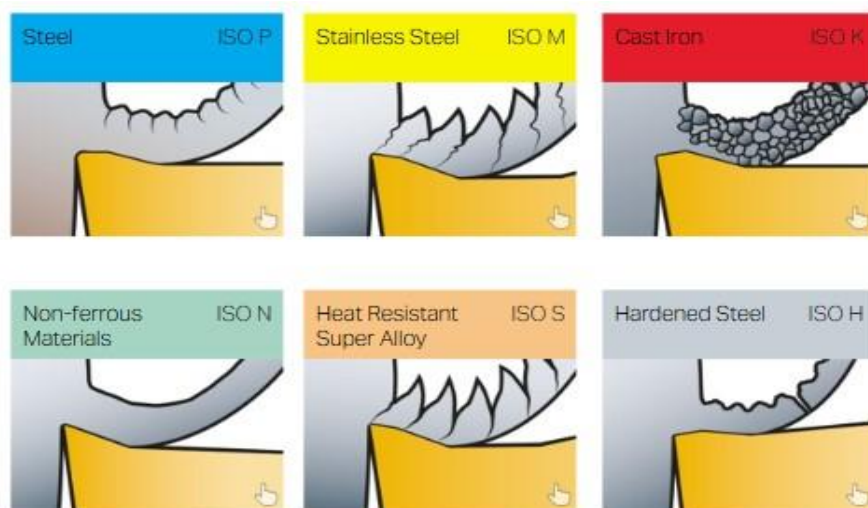 Steel ISO P
Stainless Steel ISO M
Cast Iron ISO K
Non-ferrous ISO N
Materials
Heat Resistant ISO S
Super Alloy
Hardened Steel ISO H